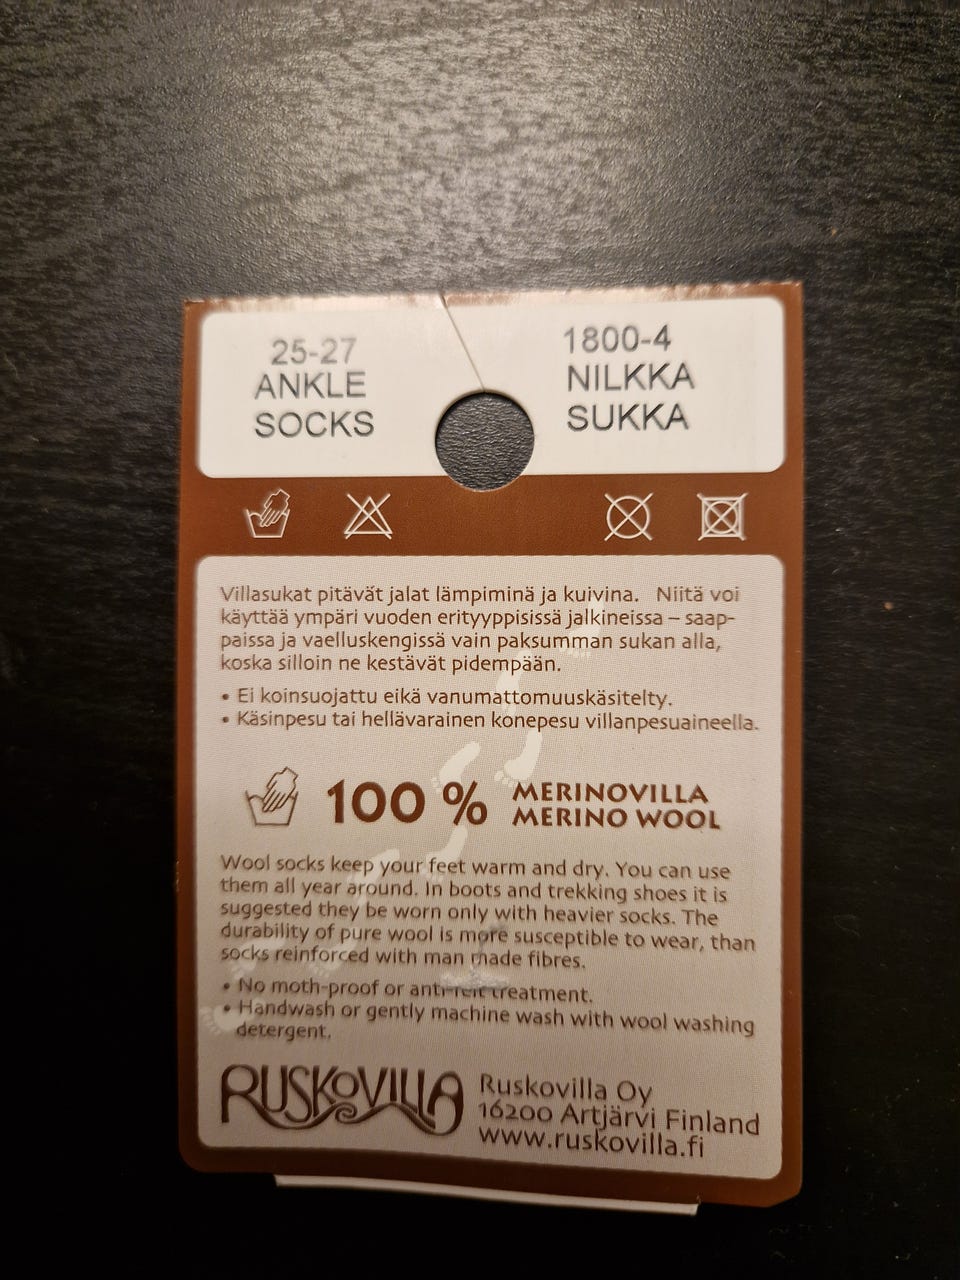 25-27
ANKLE
SOCKS
1800-4
NILKKA
SUKKA
Villasukat pitävät jalat lämpiminä ja kuivina. Niitä voi
käyttää ympäri vuoden erityyppisissä jalkineissa – saap-
paissa ja vaelluskengissä vain paksumman sukan alla,
koska silloin ne kestävät pidempään.
• Ei koinsuojattu eikä vanumattomuuskäsitelty.
• Käsinpesu tai hellävarainen konepesu villanpesuaineella.
100 % MERINOVILLA
MERINO WOOL
Wool socks keep your feet warm and dry. You can use
them all year around. In boots and trekking shoes it is
suggested they be worn only with heavier socks. The
durability of pure wool is more susceptible to wear, than
socks reinforced with man made fibres.
• No moth-proof or anti-felt treatment.
• Handwash or gently machine wash with wool washing
detergent.
RUSKOVILLA
Ruskovilla Oy
16200 Artjärvi Finland
www.ruskovilla.fi